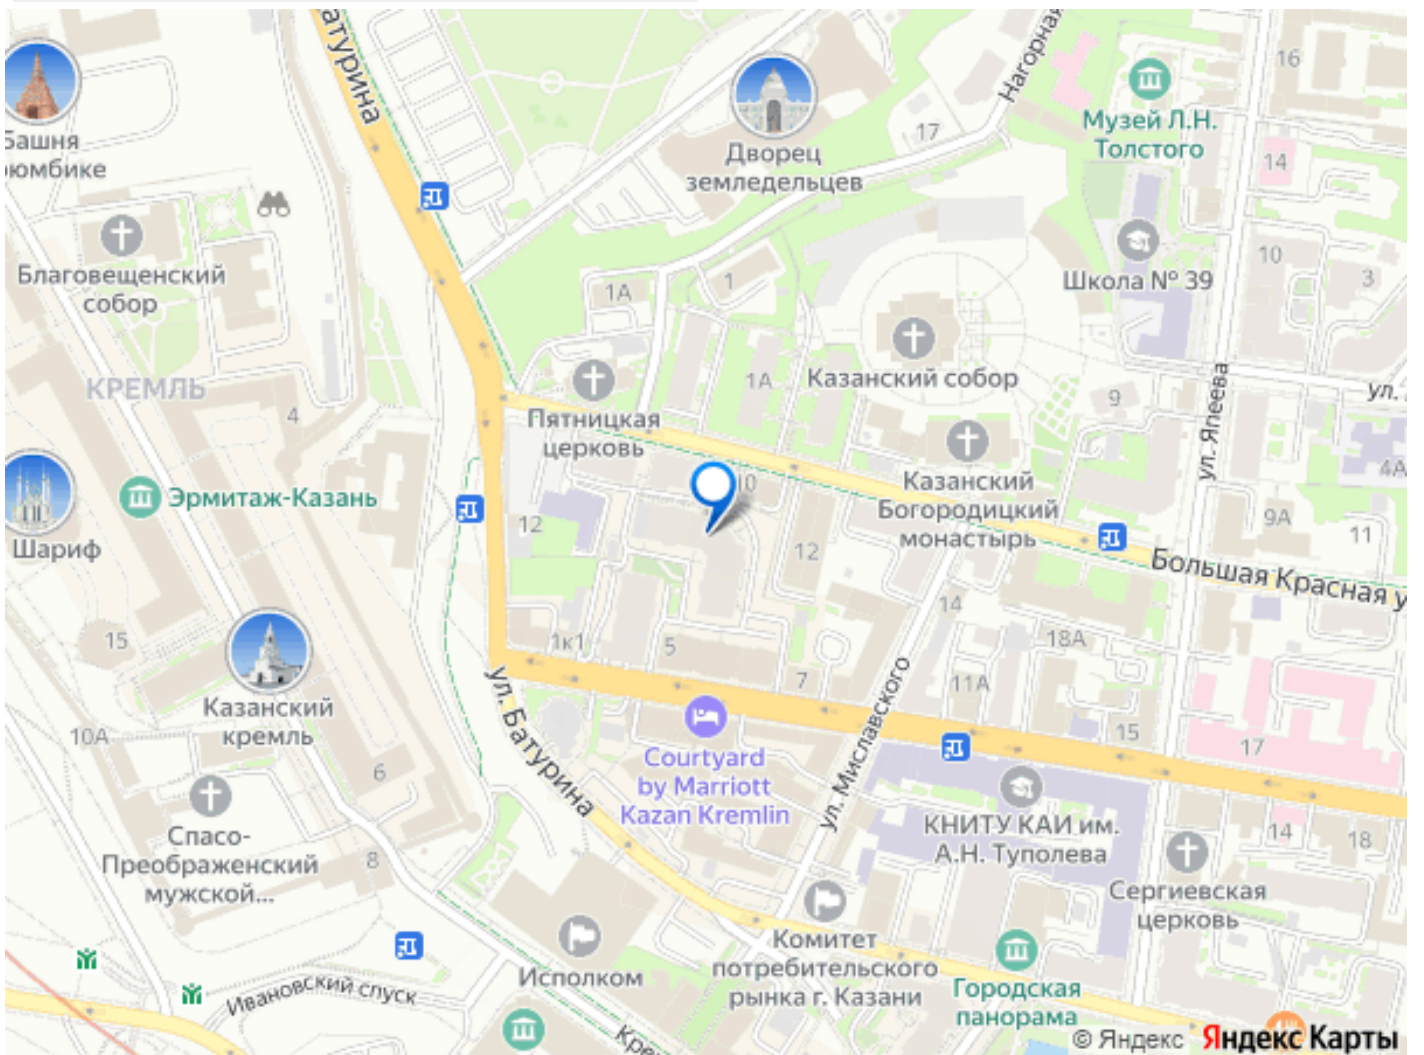 атурина
Нагорная
16
Музей Л.Н.
Толстого
Башня
юмбике
Дворец
земледельцев
17
14
Благовещенский
собор
1А
1
Школа № 39
10
3
КРЕМЛЬ
4
Пятницкая
церковь
1А
Казанский собор
9
ул. Япеева
ул.
4А
Эрмитаж-Казань
Шариф
12
10
12
Казанский
Богородицкий
монастырь
9А
11
Большая Красная у
15
Казанский
кремль
1к1
5
7
14
18А
11А
15
17
10А
6
8
ул. Батурина
Courtyard
by Marriott
Kazan Kremlin
ул. Миславского
КНИТУ КАИ им.
А.Н. Туполева
14
18
Спасо-
Преображенский
мужской...
Сергиевская
церковь
Исполком
Комитет
потребительского
рынка г. Казани
Городская
панорама
Ивановский спуск
Кре
© Яндекс Яндекс Карты